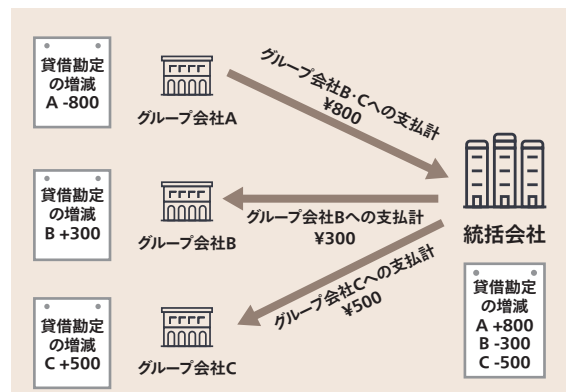 貸借勘定
の増減
A -800
グループ会社A
グループ会社B・Cへの支払計
¥800
貸借勘定
の増減
B +300
グループ会社B
グループ会社Bへの支払計
¥300
統括会社
貸借勘定
の増減
C +500
グループ会社C
グループ会社Cへの支払計
¥500
貸借勘定
の増減
A +800
B -300
C -500